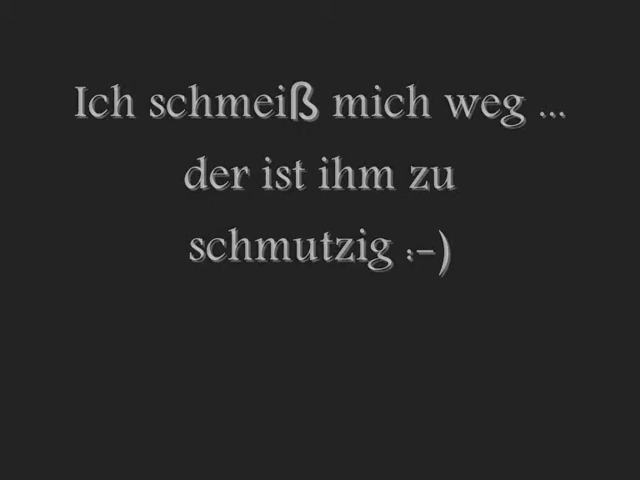 Ich schmeiß mich weg ...
der ist ihm zu
schmutzig :-)